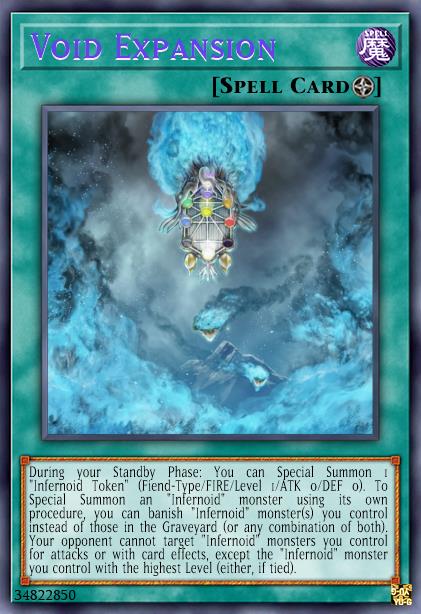 Void Expansion
SPELL
魔
[Spell Card]
During your Standby Phase: You can Special Summon 1
"Infernoid Token" (Fiend-Type/FIRE/Level 1/ATK 0/DEF 0). To
Special Summon an "Infernoid" monster using its own
procedure, you can banish "Infernoid" monster(s) you control
instead of those in the Graveyard (or any combination of both).
Your opponent cannot target "Infernoid" monsters you control
for attacks or with card effects, except the "Infernoid" monster
you control with the highest Level (either, if tied).
34822850